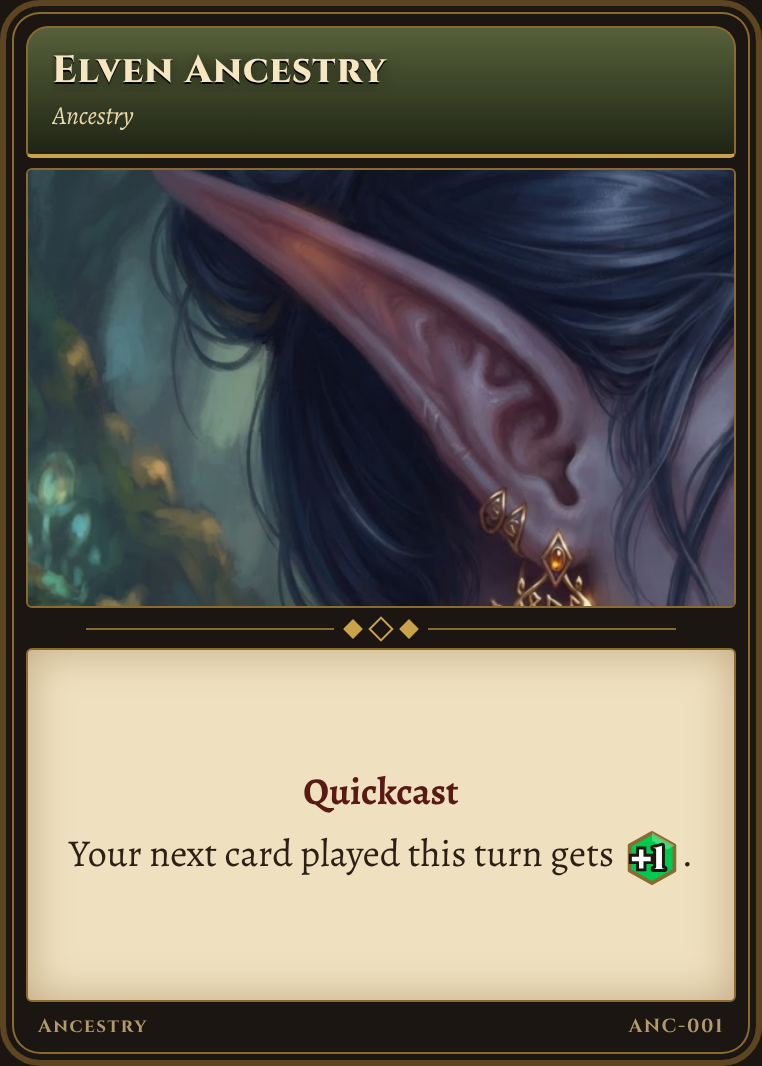 Elven Ancestry
Ancestry
Quickcast
Your next card played this turn gets +1.
Ancestry
ANC-001